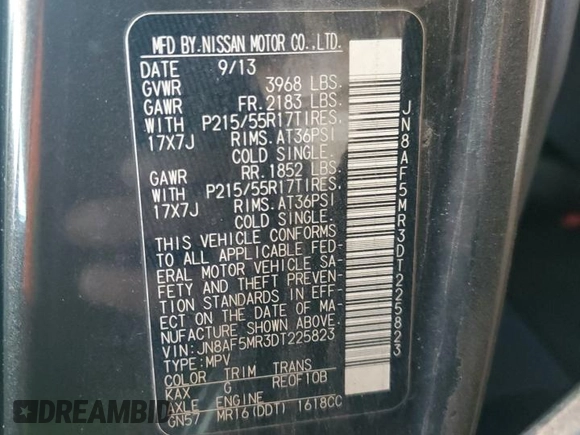 MFD BY NISSAN MOTOR CO.,LTD.
DATE 9/13
GVWR 3968 LBS.
GAWR FR.2183 LBS.
WITH P215/55R17TIRES.
17X7J RIMS.AT36PSI
COLD SINGLE.
GAWR RR.1852 LBS.
WITH P215/55R17TIRES.
17X7J RIMS.AT36PSI
COLD SINGLE.
THIS VEHICLE CONFORMS
TO ALL APPLICABLE FED-
ERAL MOTOR VEHICLE SA-
FETY AND THEFT PREVEN-
TION STANDARDS IN EFF-
ECT ON THE DATE OF MA-
NUFACTURE SHOWN ABOVE.
VIN:JN8AF5MR3DT225823
TYPE:MPV
COLOR TRIM TRANS
KAX G RE0F10B
AXLE ENGINE
GN57 MR16(DDT) 1618CC
JN8AF5MR3DT225823
DREAMBID